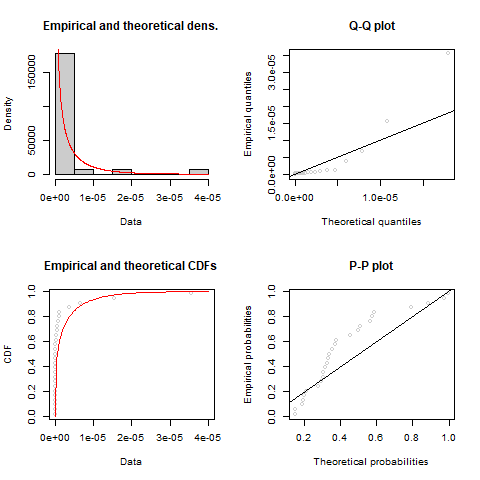 Empirical and theoretical dens.
Density
0 50000 150000
0e+00 1e-05 2e-05 3e-05 4e-05
Data
Q-Q plot
Empirical quantiles
0.0e+00 1.5e-05 3.0e-05
0.0e+00 1.0e-05
Theoretical quantiles
Empirical and theoretical CDFs
CDF
0.0 0.2 0.4 0.6 0.8 1.0
0e+00 1e-05 2e-05 3e-05 4e-05
Data
P-P plot
Empirical probabilities
0.0 0.2 0.4 0.6 0.8 1.0
0.2 0.4 0.6 0.8 1.0
Theoretical probabilities